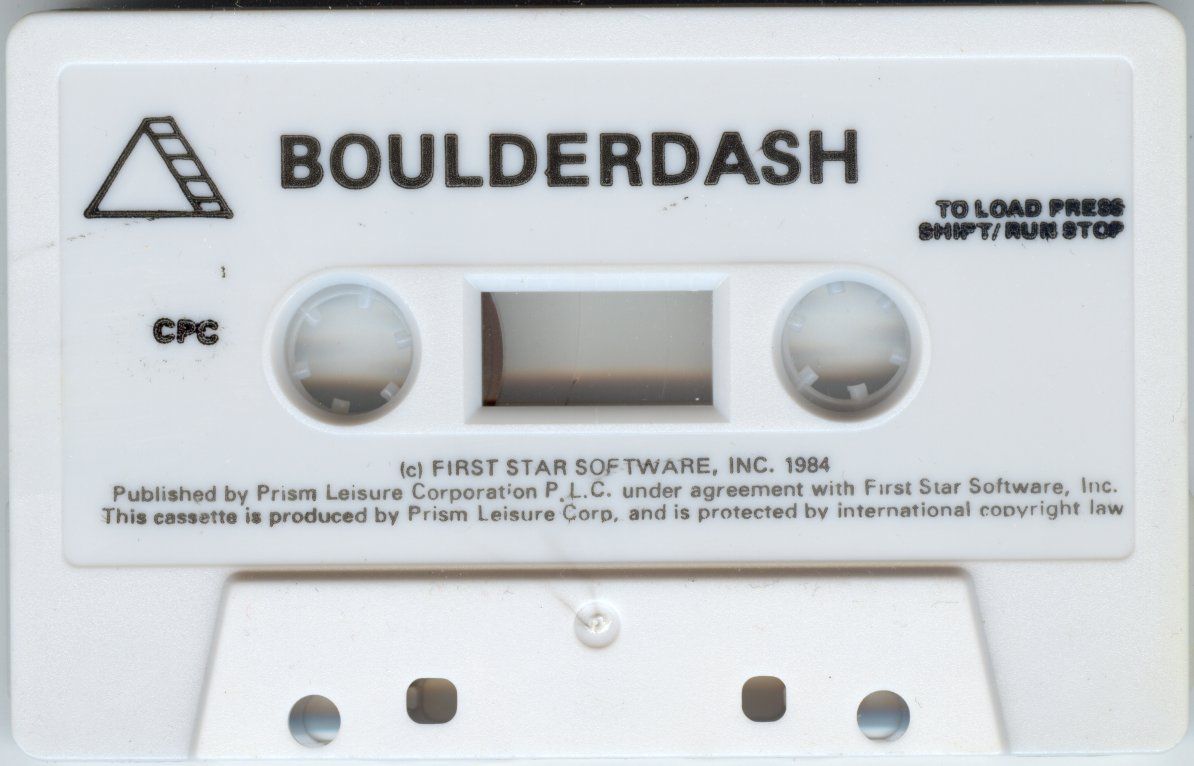 BOULDERDASH
TO LOAD PRESS
SHIFT/RUN STOP
CPC
(c) FIRST STAR SOFTWARE, INC. 1984
Published by Prism Leisure Corporation P.L.C. under agreement with First Star Software, Inc.
This cassette is produced by Prism Leisure Corp. and is protected by international copyright law